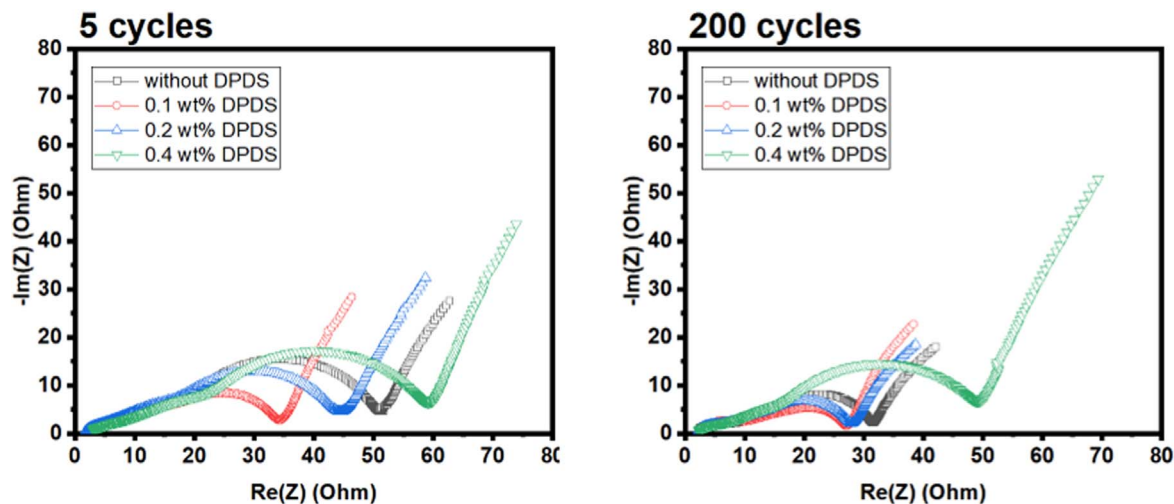 5 cycles
80
70
60
50
40
30
20
10
0
-Im(Z) (Ohm)
without DPDS
0.1 wt% DPDS
0.2 wt% DPDS
0.4 wt% DPDS
0 10 20 30 40 50 60 70 80
Re(Z) (Ohm)
200 cycles
80
70
60
50
40
30
20
10
0
-Im(Z) (Ohm)
without DPDS
0.1 wt% DPDS
0.2 wt% DPDS
0.4 wt% DPDS
0 10 20 30 40 50 60 70 80
Re(Z) (Ohm)